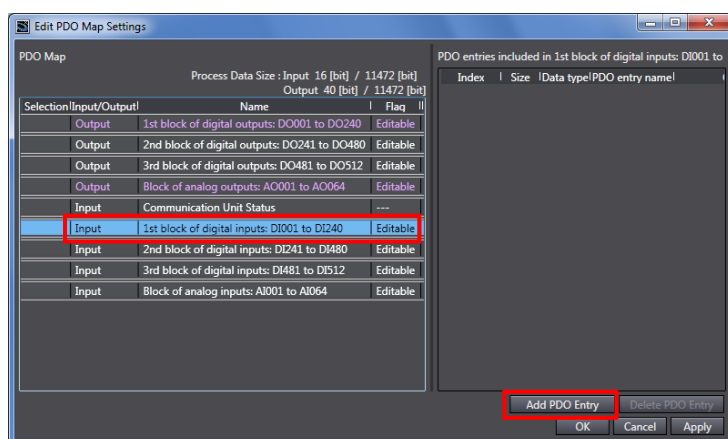 Edit PDO Map Settings
PDO Map
Process Data Size : Input 16 [bit] / 11472 [bit]
Output 40 [bit] / 11472 [bit]
Selection Input/Output Name Flag
Output 1st block of digital outputs: DO001 to DO240 Editable
Output 2nd block of digital outputs: DO241 to DO480 Editable
Output 3rd block of digital outputs: DO481 to DO512 Editable
Output Block of analog outputs: AO001 to AO064 Editable
Input Communication Unit Status ---
Input 1st block of digital inputs: DI001 to DI240 Editable
Input 2nd block of digital inputs: DI241 to DI480 Editable
Input 3rd block of digital inputs: DI481 to DI512 Editable
Input Block of analog inputs: AI001 to AI064 Editable
PDO entries included in 1st block of digital inputs: DI001 to
Index Size Data type PDO entry name
Add PDO Entry Delete PDO Entry
OK Cancel Apply